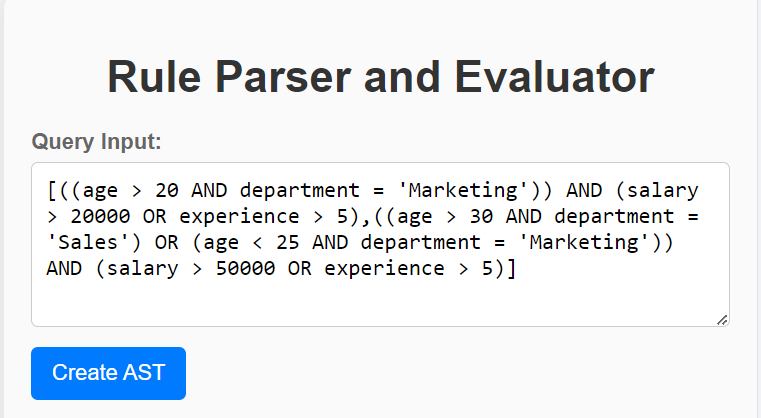 Rule Parser and Evaluator
Query Input:
[((age > 20 AND department = 'Marketing')) AND (salary
> 20000 OR experience > 5),((age > 30 AND department =
'Sales') OR (age < 25 AND department = 'Marketing'))
AND (salary > 50000 OR experience > 5)]
Create AST